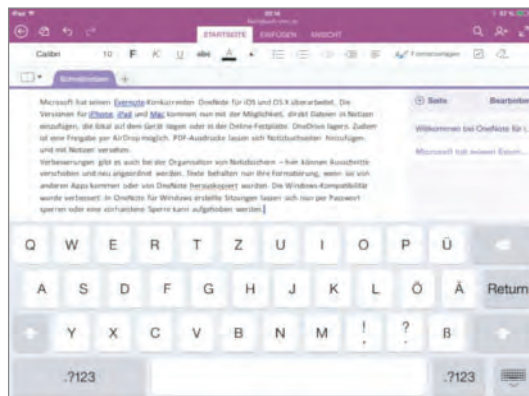 iPad
STARTSEITE EINFÜGEN ANSICHT
Calibri 10 F K U abc A
Seite Bearbeiten
Microsoft hat seinen Evernote-Konkurrenten OneNote für iOS und OS X überarbeitet. Die
Versionen für iPhone, iPad und Mac kommen nun mit der Möglichkeit, direkt Dateien in Notizen
einzufügen, die lokal auf dem Gerät liegen oder in der Online-Festplatte OneDrive lagern. Zudem
ist eine Freigabe per AirDrop möglich. PDF-Ausdrucke lassen sich Notizbuchseiten hinzufügen
und mit Notizen versehen.
Willkommen bei OneNote für i...
Microsoft hat seinen Evern...
Verbesserungen gibt es auch bei der Organisation von Notizbüchern – hier können Ausschnitte
verschoben und neu angeordnet werden. Texte behalten nun ihre Formatierung, wenn sie von
anderen Apps kommen oder von OneNote herauskopiert wurden. Die Windows-Kompatibilität
wurde verbessert: In OneNote für Windows erstellte Sitzungen lassen sich nun per Passwort
sperren oder eine vorhandene Sperre kann aufgehoben werden.
Q W E R T Z U I O P Ü
A S D F G H J K L Ö Ä Return
Y X C V B N M ! , ? . ß
.?123 .?123